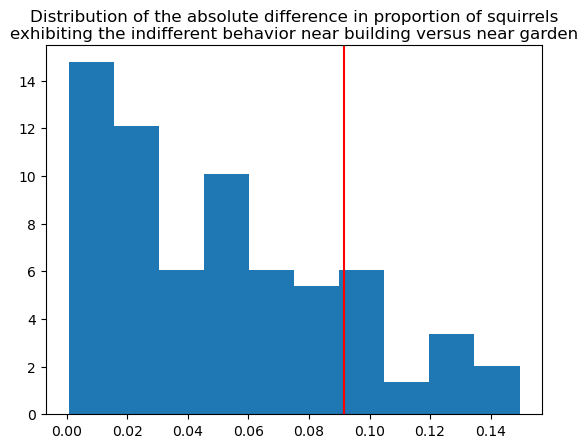 Distribution of the absolute difference in proportion of squirrels
exhibiting the indifferent behavior near building versus near garden
14
12
10
8
6
4
2
0
0.00 0.02 0.04 0.06 0.08 0.10 0.12 0.14